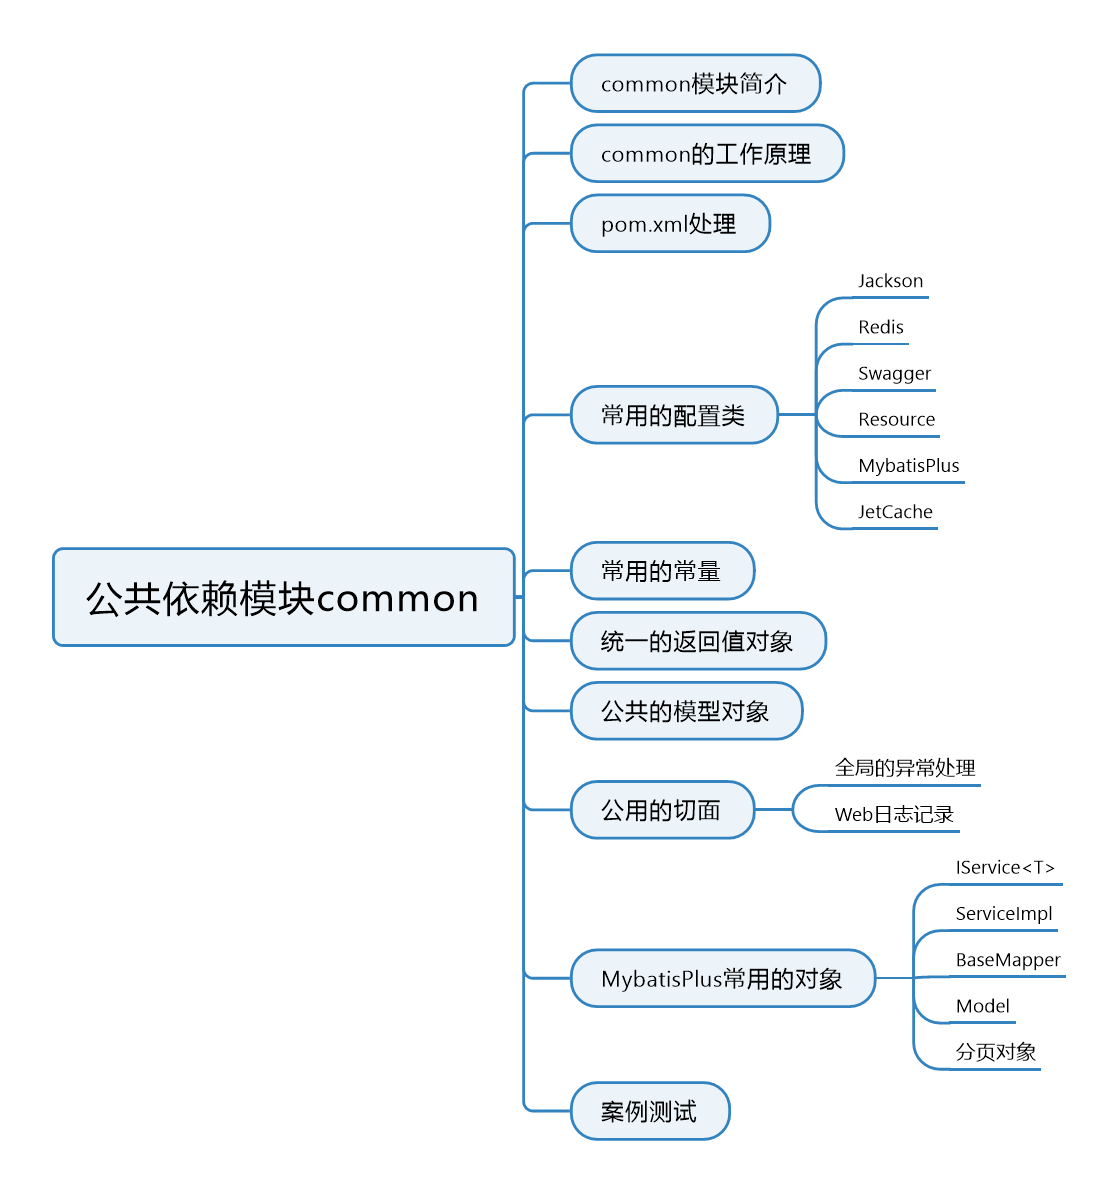 公共依赖模块common
common模块简介
common的工作原理
pom.xml处理
常用的配置类
Jackson
Redis
Swagger
Resource
MybatisPlus
JetCache
常用的常量
统一的返回值对象
公共的模型对象
公用的切面
全局的异常处理
Web日志记录
MybatisPlus常用的对象
IService<T>
ServiceImpl
BaseMapper
Model
分页对象
案例测试